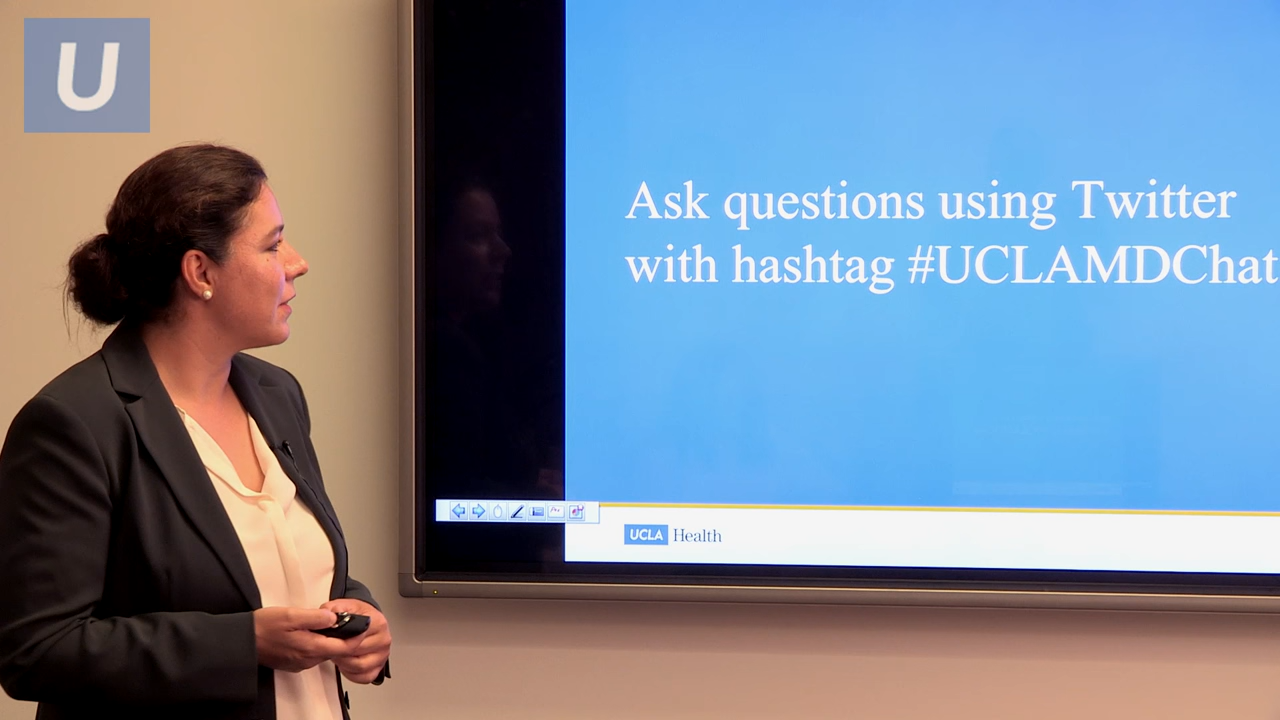 U
Ask questions using Twitter
with hashtag #UCLAMDChat
UCLA Health